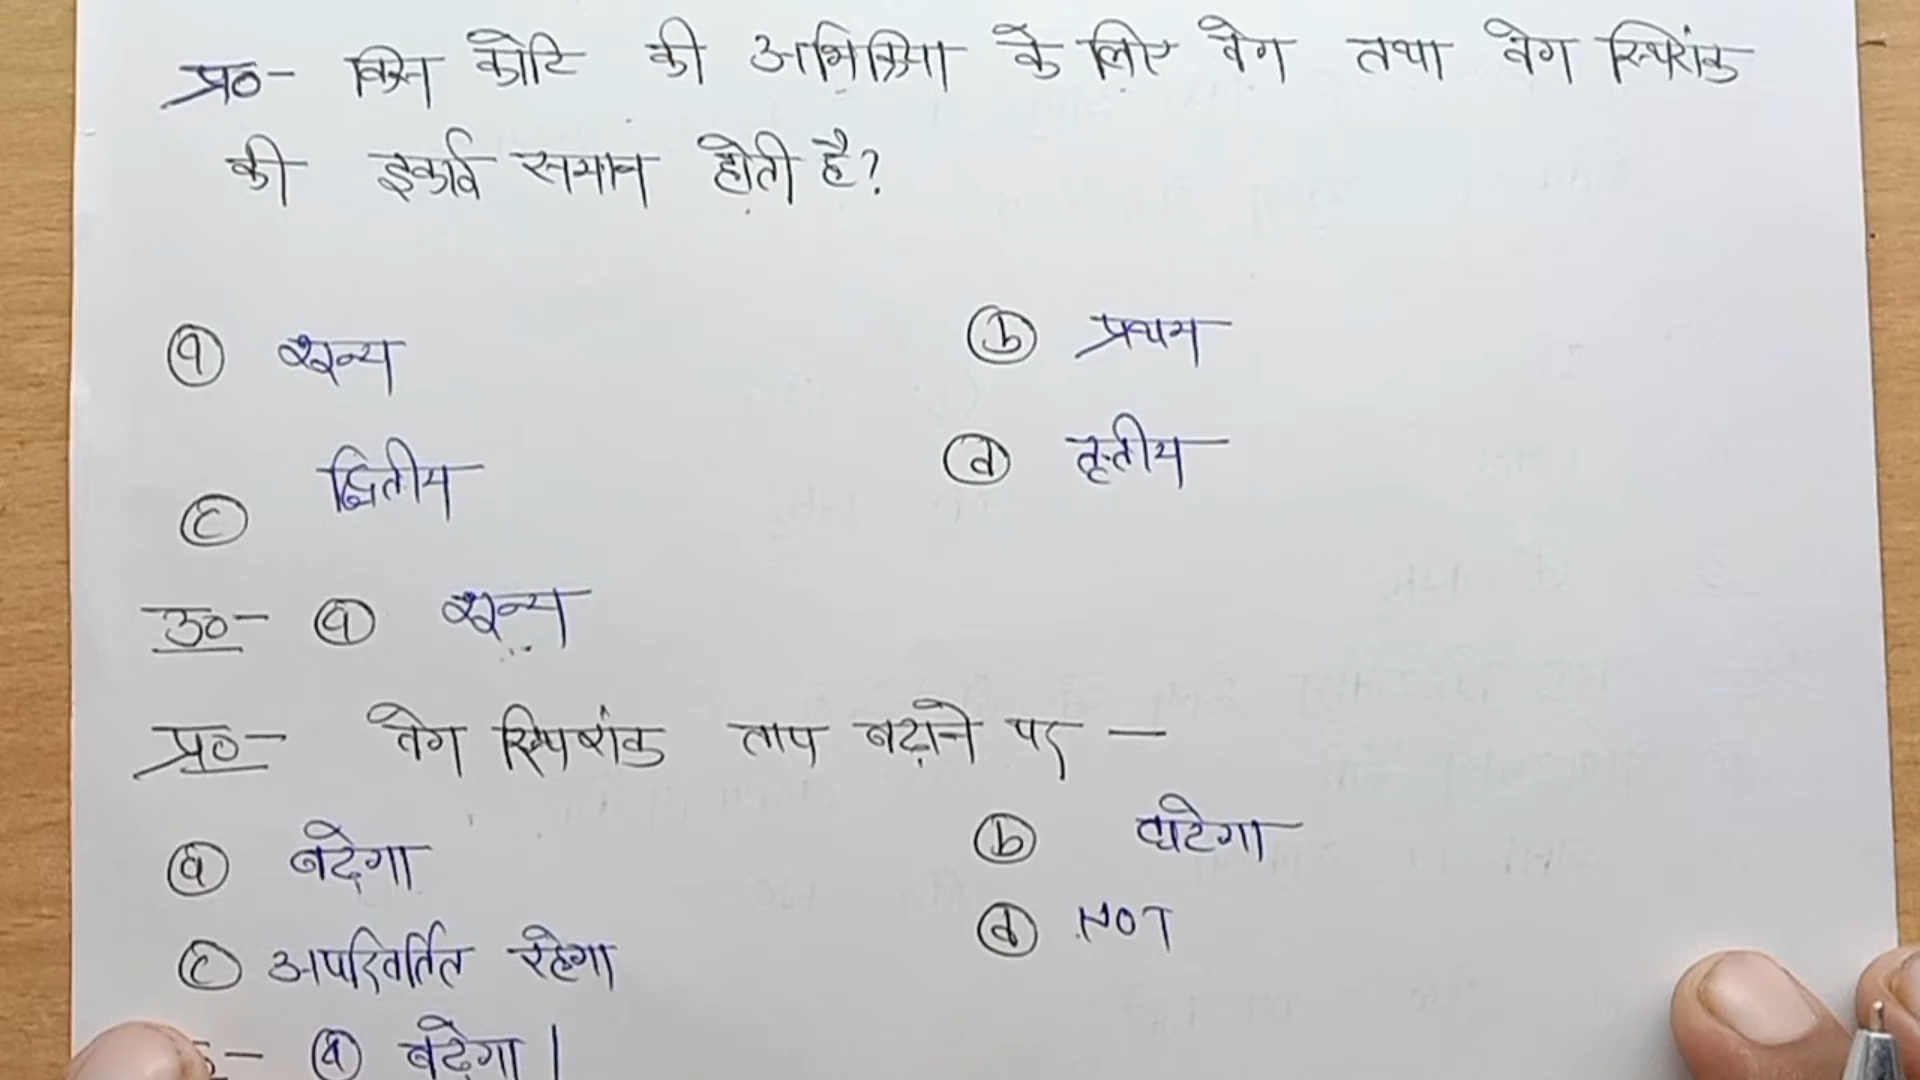 प्र०- किस कोटि की अभिक्रिया के लिए वेग तथा वेग स्थिरांक
की इकाई समान होती है?
(a) शून्य (b) प्रथम
(c) द्वितीय (d) तृतीय
उ०- (a) शून्य
प्र०- वेग स्थिरांक ताप बढ़ाने पर -
(a) बढ़ेगा (b) घटेगा
(c) अपरिवर्तित रहेगा (d) NOT
(a) बढ़ेगा।